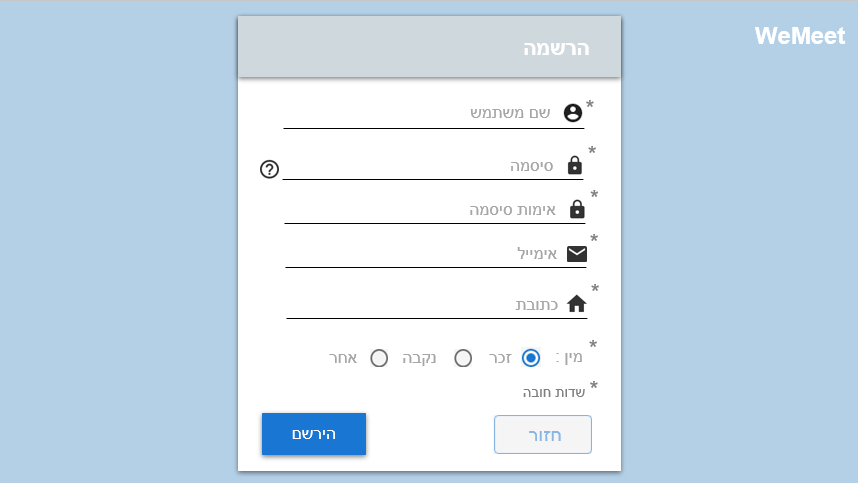 WeMeet
הרשמה
שם משתמש *
סיסמה *
אימות סיסמה *
אימייל *
כתובת *
* מין : זכר נקבה אחר
* שדות חובה
חזור הירשם